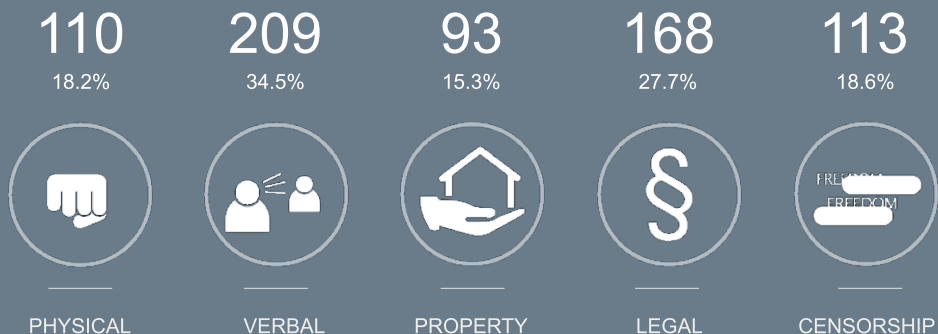 110 209 93 168 113
18.2% 34.5% 15.3% 27.7% 18.6%
§
FREEDOM
FREEDOM
PHYSICAL VERBAL PROPERTY LEGAL CENSORSHIP